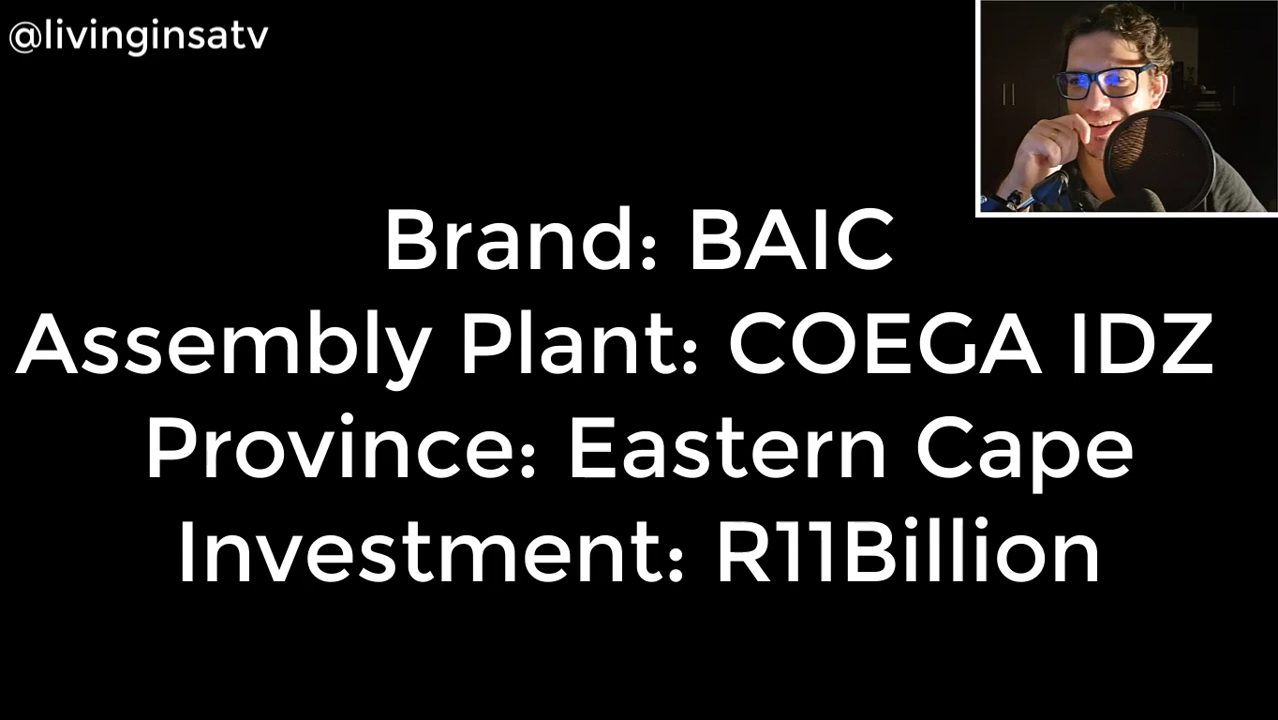 @livinginsatv
Brand: BAIC
Assembly Plant: COEGA IDZ
Province: Eastern Cape
Investment: R11Billion